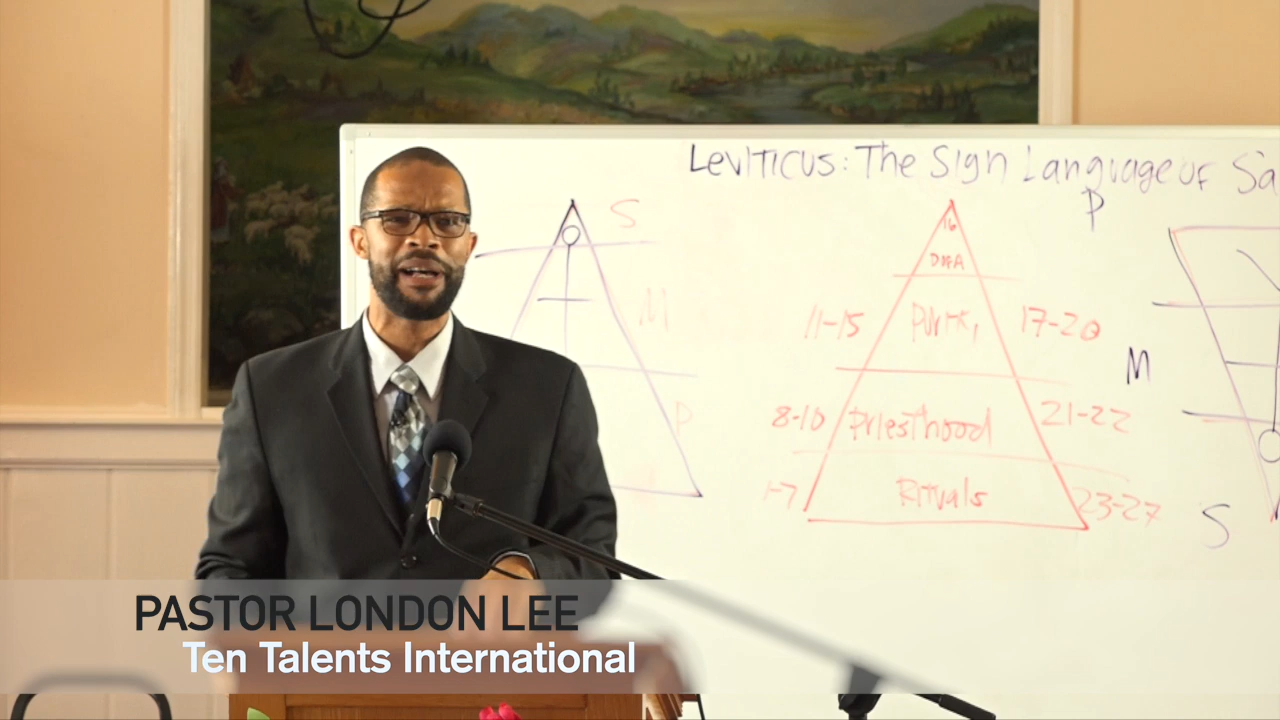 Leviticus: The Sign Language of Sa
P
S
16
DofA
11-15
17-20
M
M
8-10
Priesthood
21-22
P
1-7
Rituals
23-27
S
PASTOR LONDON LEE
Ten Talents International